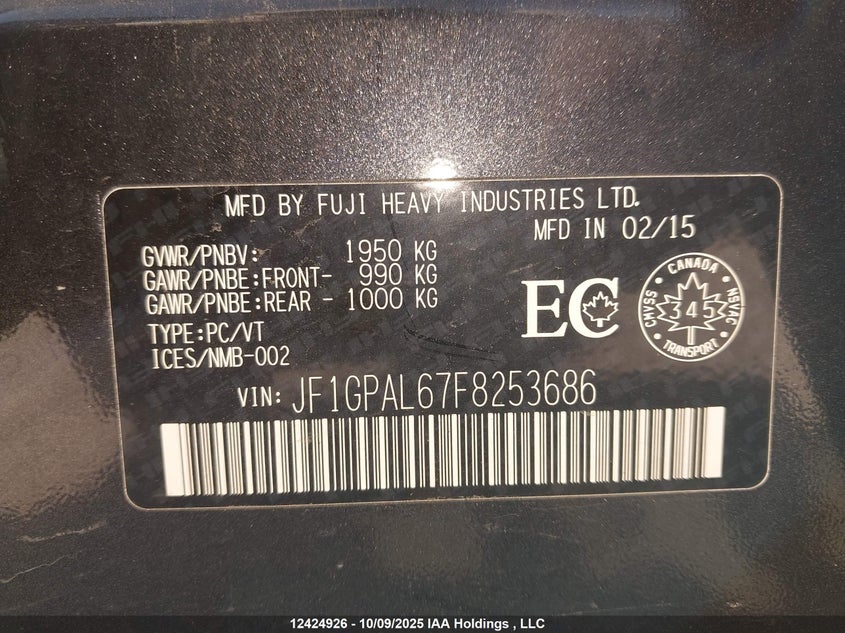 MFD BY FUJI HEAVY INDUSTRIES LTD.
MFD IN 02/15
GVWR/PNBV: 1950 KG
GAWR/PNBE:FRONT- 990 KG
GAWR/PNBE:REAR - 1000 KG
TYPE:PC/VT
ICES/NMB-002
EC
CANADA
CMVSS
345
NSVAC
TRANSPORT
VIN: JF1GPAL67F8253686
12424926 - 10/09/2025 IAA Holdings , LLC